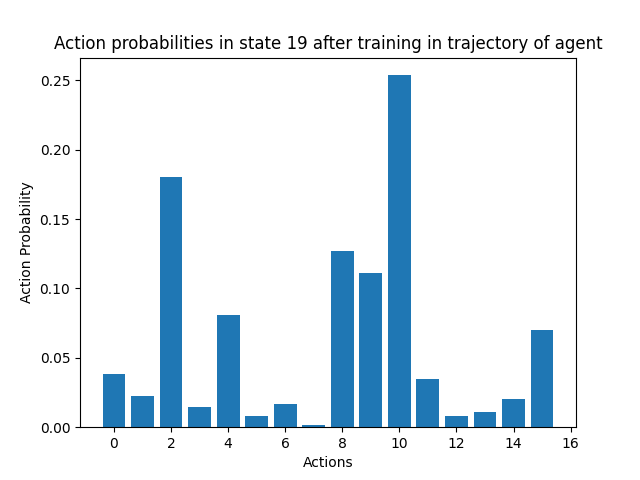 Action probabilities in state 19 after training in trajectory of agent
Action Probability
0.25
0.20
0.15
0.10
0.05
0.00
0 2 4 6 8 10 12 14 16
Actions